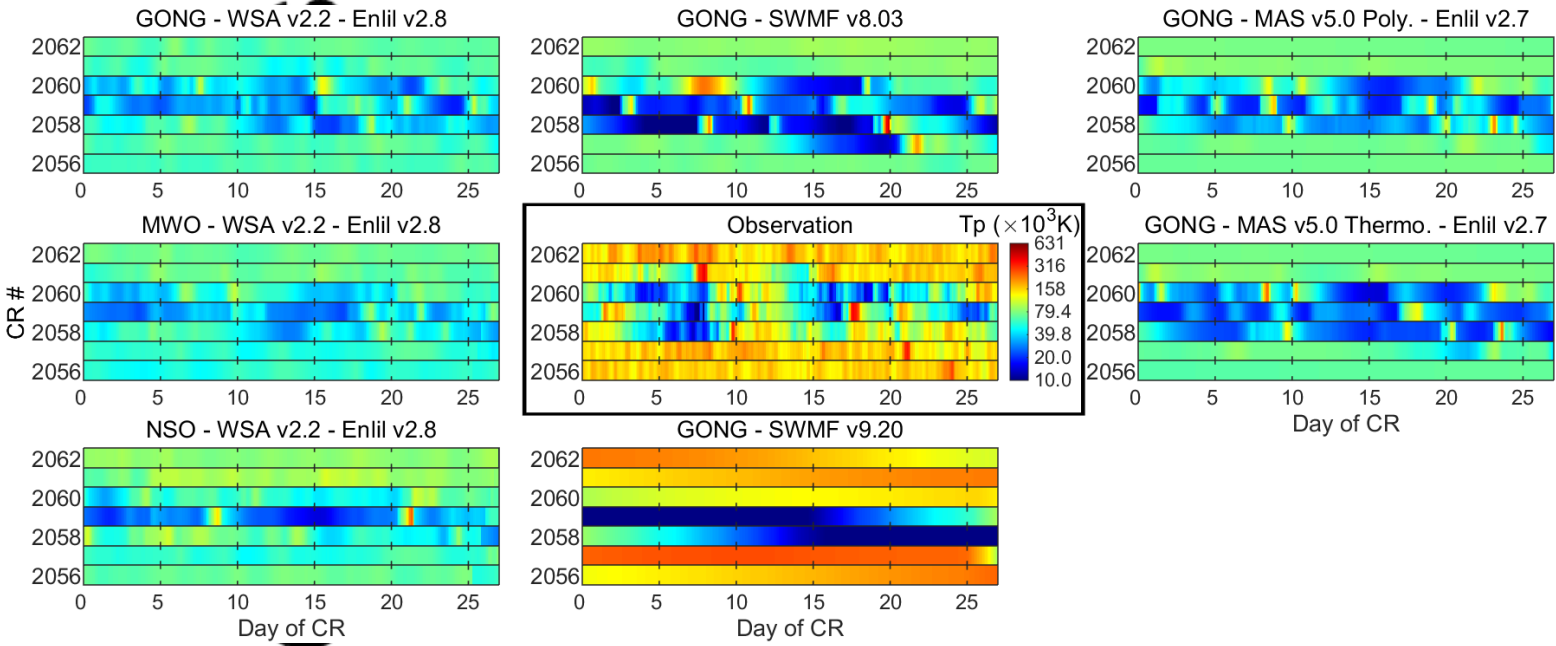 GONG - WSA v2.2 - Enlil v2.8
GONG - SWMF v8.03
GONG - MAS v5.0 Poly. - Enlil v2.7
2062
2060
2058
2056
0 5 10 15 20 25
2062
2060
2058
2056
0 5 10 15 20 25
2062
2060
2058
2056
0 5 10 15 20 25
MWO - WSA v2.2 - Enlil v2.8
Observation
Tp (×10³K)
GONG - MAS v5.0 Thermo. - Enlil v2.7
CR #
2062
2060
2058
2056
0 5 10 15 20 25
2062
2060
2058
2056
0 5 10 15 20 25
631
316
158
79.4
39.8
20.0
10.0
2062
2060
2058
2056
0 5 10 15 20 25
Day of CR
NSO - WSA v2.2 - Enlil v2.8
GONG - SWMF v9.20
2062
2060
2058
2056
0 5 10 15 20 25
Day of CR
2062
2060
2058
2056
0 5 10 15 20 25
Day of CR